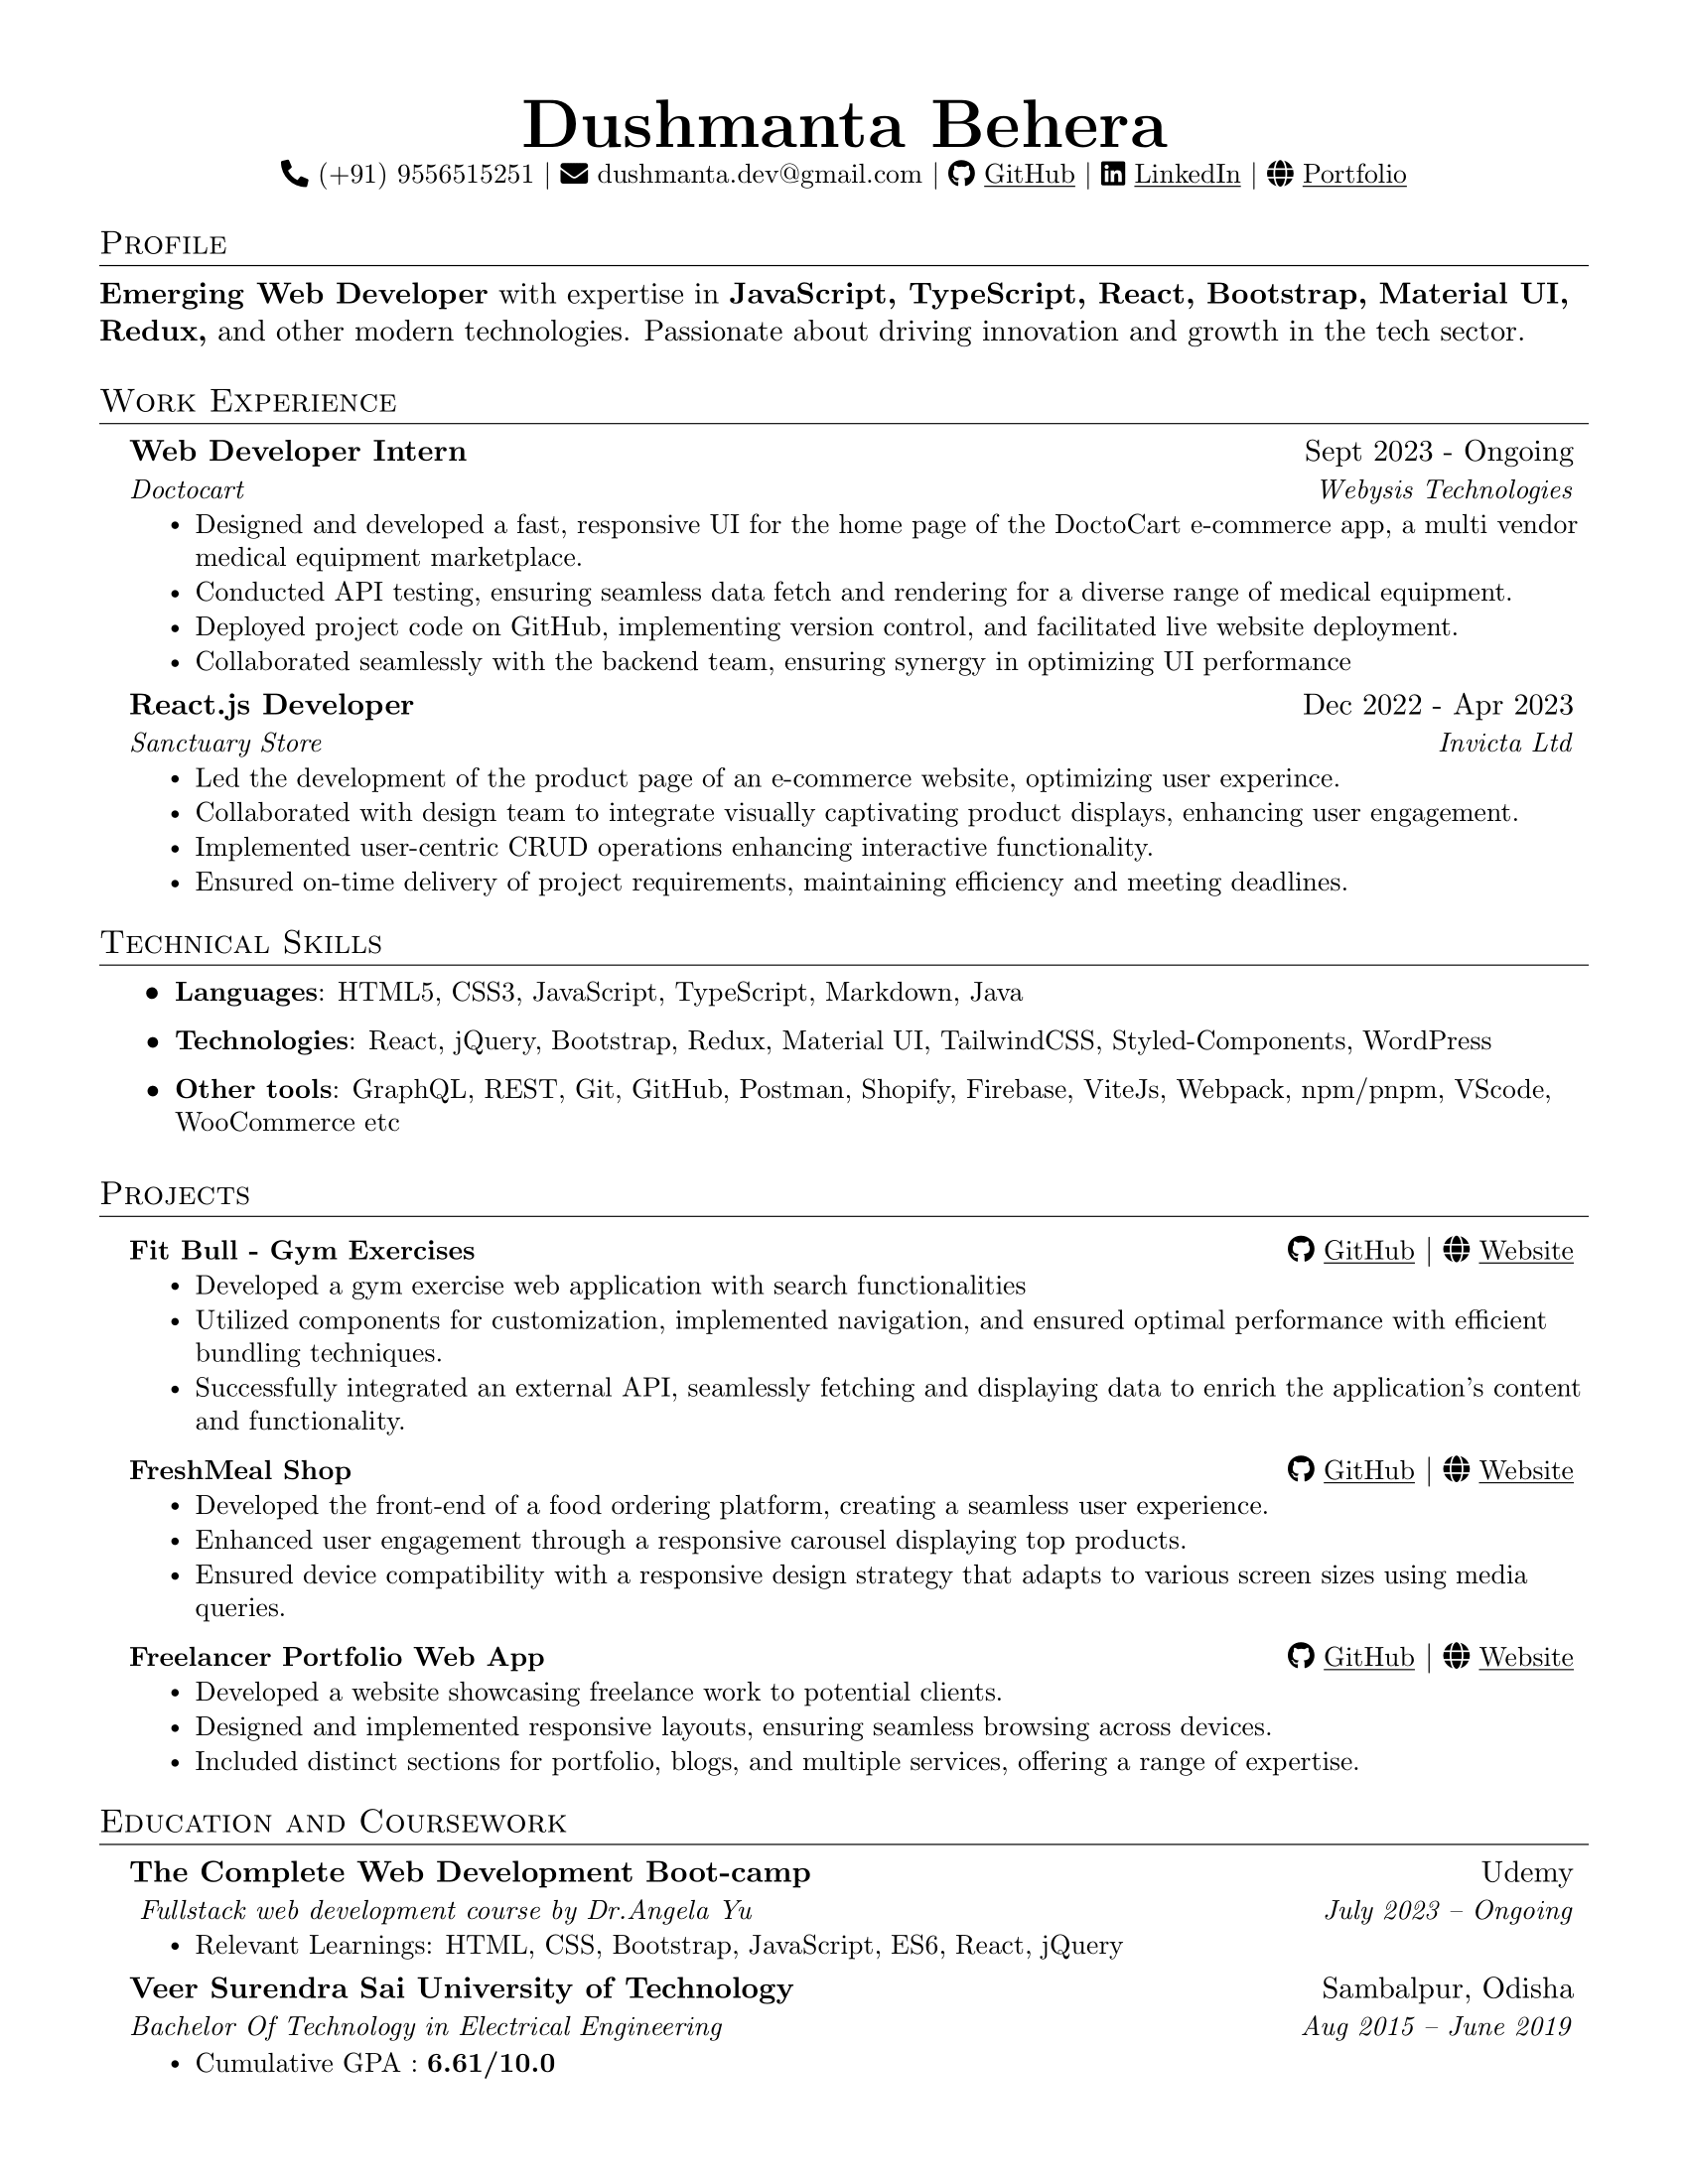 Dushmanta Behera
(+91) 9556515251 | dushmanta.dev@gmail.com | GitHub | LinkedIn | Portfolio
Profile
Emerging Web Developer with expertise in JavaScript, TypeScript, React, Bootstrap, Material UI,
Redux, and other modern technologies. Passionate about driving innovation and growth in the tech sector.
Work Experience
Web Developer Intern Sept 2023 - Ongoing
Doctocart Webysis Technologies
• Designed and developed a fast, responsive UI for the home page of the DoctoCart e-commerce app, a multi vendor
medical equipment marketplace.
• Conducted API testing, ensuring seamless data fetch and rendering for a diverse range of medical equipment.
• Deployed project code on GitHub, implementing version control, and facilitated live website deployment.
• Collaborated seamlessly with the backend team, ensuring synergy in optimizing UI performance
React.js Developer Dec 2022 - Apr 2023
Sanctuary Store Invicta Ltd
• Led the development of the product page of an e-commerce website, optimizing user experince.
• Collaborated with design team to integrate visually captivating product displays, enhancing user engagement.
• Implemented user-centric CRUD operations enhancing interactive functionality.
• Ensured on-time delivery of project requirements, maintaining efficiency and meeting deadlines.
Technical Skills
• Languages: HTML5, CSS3, JavaScript, TypeScript, Markdown, Java
• Technologies: React, jQuery, Bootstrap, Redux, Material UI, TailwindCSS, Styled-Components, WordPress
• Other tools: GraphQL, REST, Git, GitHub, Postman, Shopify, Firebase, ViteJs, Webpack, npm/pnpm, VScode,
WooCommerce etc
Projects
Fit Bull - Gym Exercises GitHub | Website
• Developed a gym exercise web application with search functionalities
• Utilized components for customization, implemented navigation, and ensured optimal performance with efficient
bundling techniques.
• Successfully integrated an external API, seamlessly fetching and displaying data to enrich the application's content
and functionality.
FreshMeal Shop GitHub | Website
• Developed the front-end of a food ordering platform, creating a seamless user experience.
• Enhanced user engagement through a responsive carousel displaying top products.
• Ensured device compatibility with a responsive design strategy that adapts to various screen sizes using media
queries.
Freelancer Portfolio Web App GitHub | Website
• Developed a website showcasing freelance work to potential clients.
• Designed and implemented responsive layouts, ensuring seamless browsing across devices.
• Included distinct sections for portfolio, blogs, and multiple services, offering a range of expertise.
Education and Coursework
The Complete Web Development Boot-camp Udemy
Fullstack web development course by Dr.Angela Yu July 2023 – Ongoing
• Relevant Learnings: HTML, CSS, Bootstrap, JavaScript, ES6, React, jQuery
Veer Surendra Sai University of Technology Sambalpur, Odisha
Bachelor Of Technology in Electrical Engineering Aug 2015 – June 2019
• Cumulative GPA : 6.61/10.0